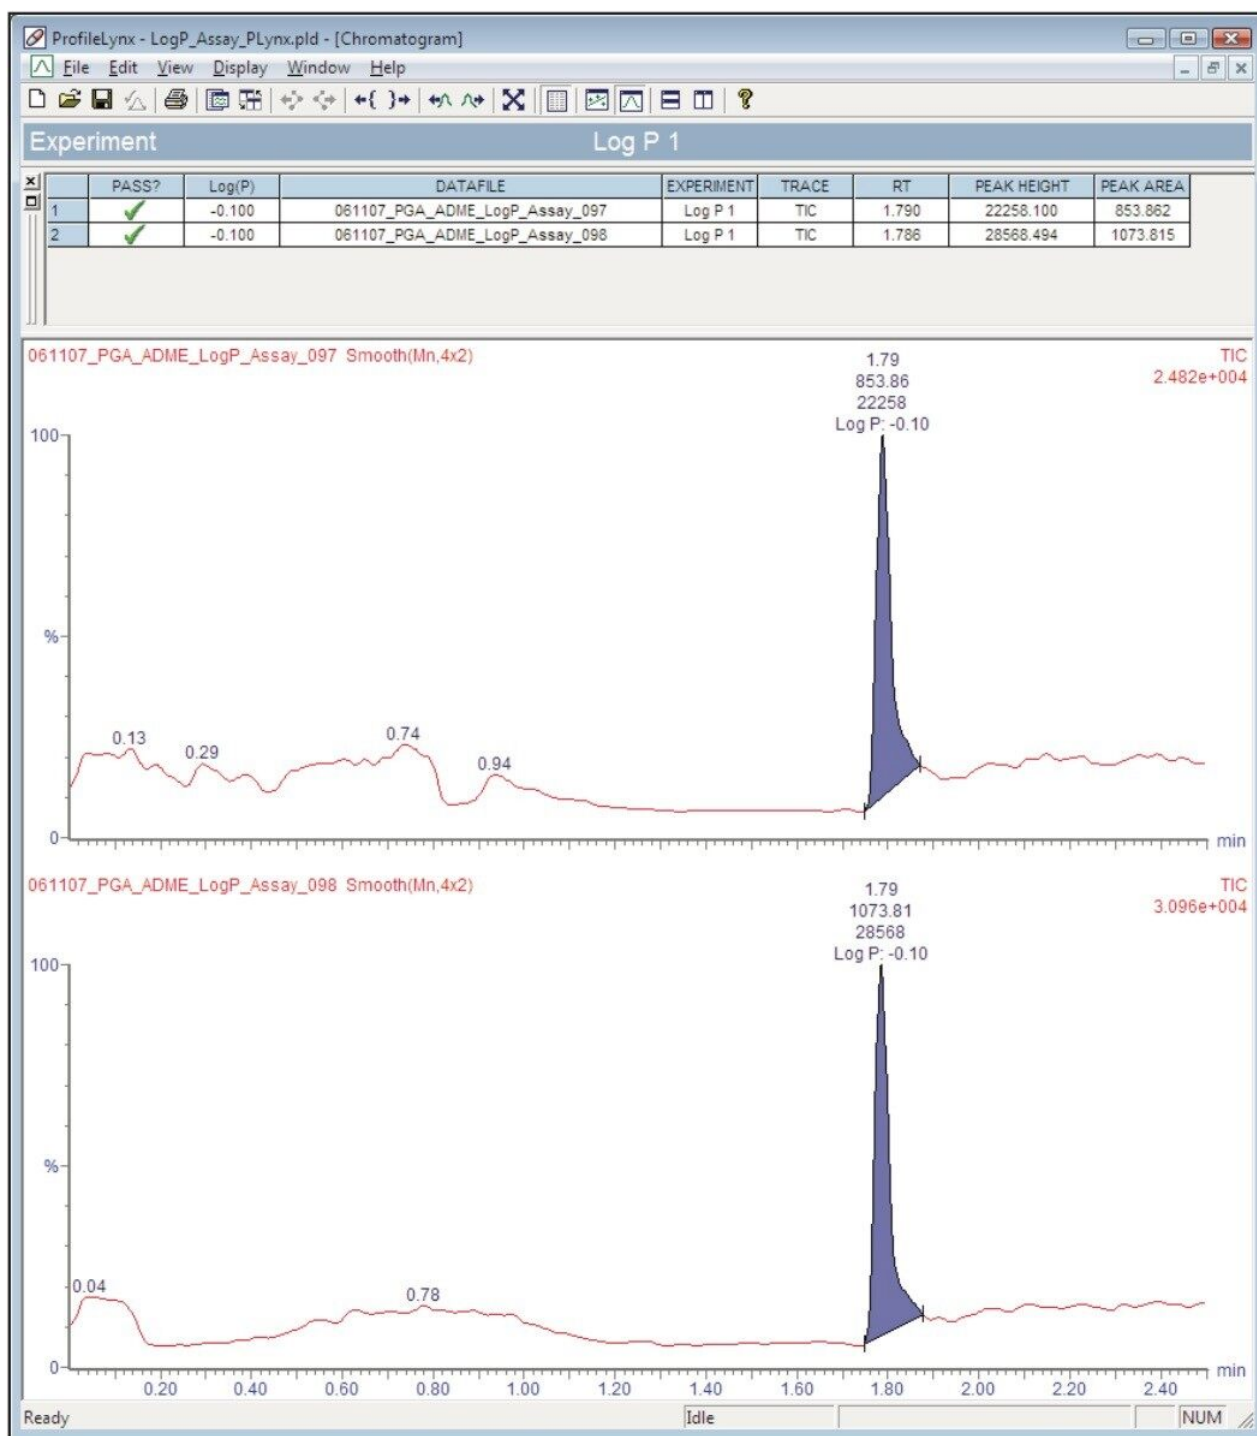 ProfileLynx - LogP_Assay_PLynx.pld - [Chromatogram]
File Edit View Display Window Help
Experiment Log P 1
PASS? Log(P) DATAFILE EXPERIMENT TRACE RT PEAK HEIGHT PEAK AREA
1 -0.100 061107_PGA_ADME_LogP_Assay_097 Log P 1 TIC 1.790 22258.100 853.862
2 -0.100 061107_PGA_ADME_LogP_Assay_098 Log P 1 TIC 1.786 28568.494 1073.815
061107_PGA_ADME_LogP_Assay_097 Smooth(Mn,4x2)
TIC
2.482e+004
1.79
853.86
22258
Log P: -0.10
100
%
0
0.13
0.29
0.74
0.94
min
061107_PGA_ADME_LogP_Assay_098 Smooth(Mn,4x2)
TIC
3.096e+004
1.79
1073.81
28568
Log P: -0.10
100
%
0
0.04
0.78
min
0.20 0.40 0.60 0.80 1.00 1.20 1.40 1.60 1.80 2.00 2.20 2.40
Ready Idle NUM